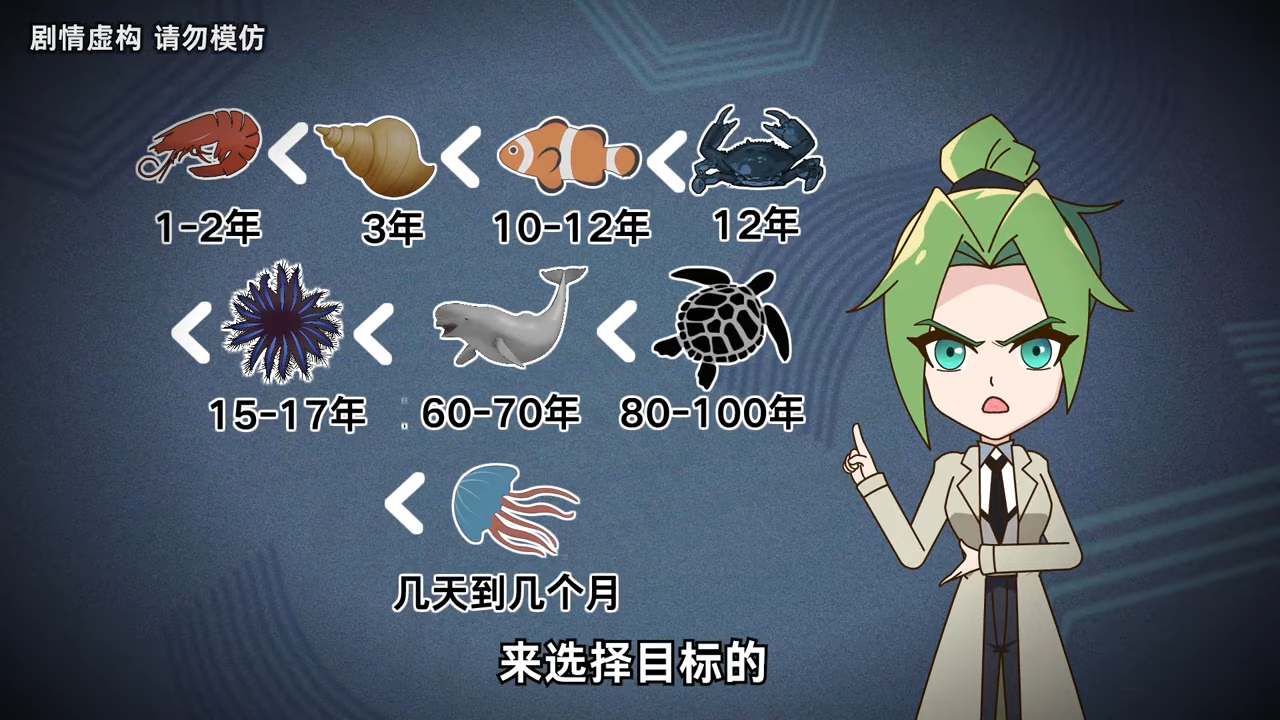 剧情虚构 请勿模仿
1-2年
3年
10-12年
12年
15-17年
60-70年
80-100年
几天到几个月
来选择目标的